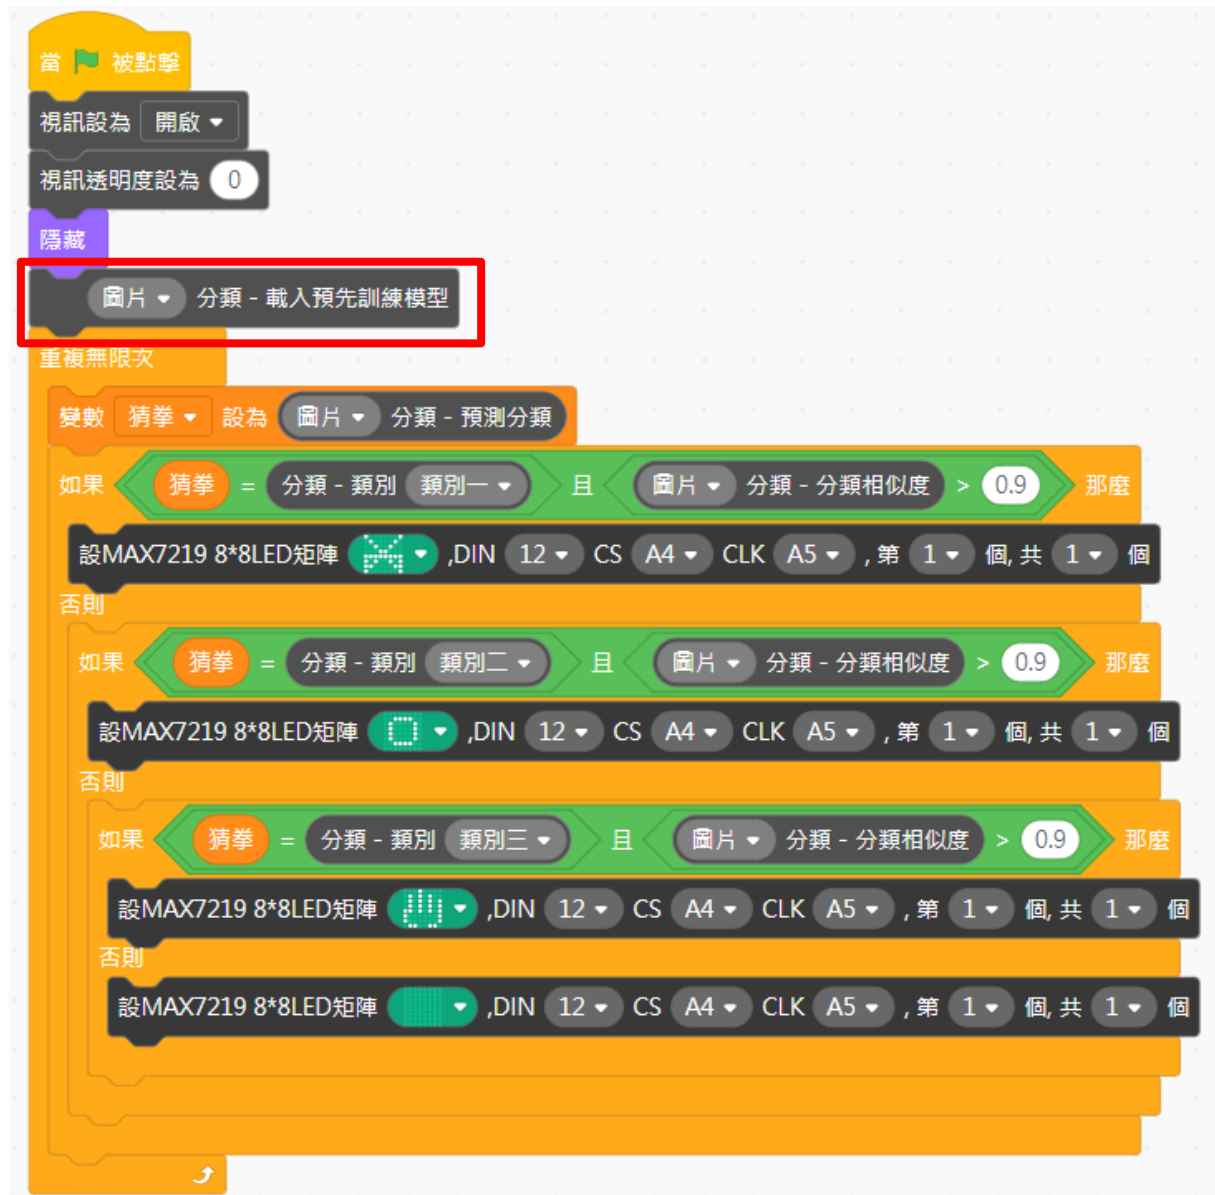 當 被點擊
視訊設為 開啟
視訊透明度設為 0
隱藏
圖片 分類 - 載入預先訓練模型
重複無限次
變數 猜拳 設為 圖片 分類 - 預測分類
如果 猜拳 = 分類 - 類別 類別一 且 圖片 分類 - 分類相似度 > 0.9 那麼
設MAX7219 8*8LED矩陣 ,DIN 12 CS A4 CLK A5 , 第 1 個, 共 1 個
否則
如果 猜拳 = 分類 - 類別 類別二 且 圖片 分類 - 分類相似度 > 0.9 那麼
設MAX7219 8*8LED矩陣 ,DIN 12 CS A4 CLK A5 , 第 1 個, 共 1 個
否則
如果 猜拳 = 分類 - 類別 類別三 且 圖片 分類 - 分類相似度 > 0.9 那麼
設MAX7219 8*8LED矩陣 ,DIN 12 CS A4 CLK A5 , 第 1 個, 共 1 個
否則
設MAX7219 8*8LED矩陣 ,DIN 12 CS A4 CLK A5 , 第 1 個, 共 1 個